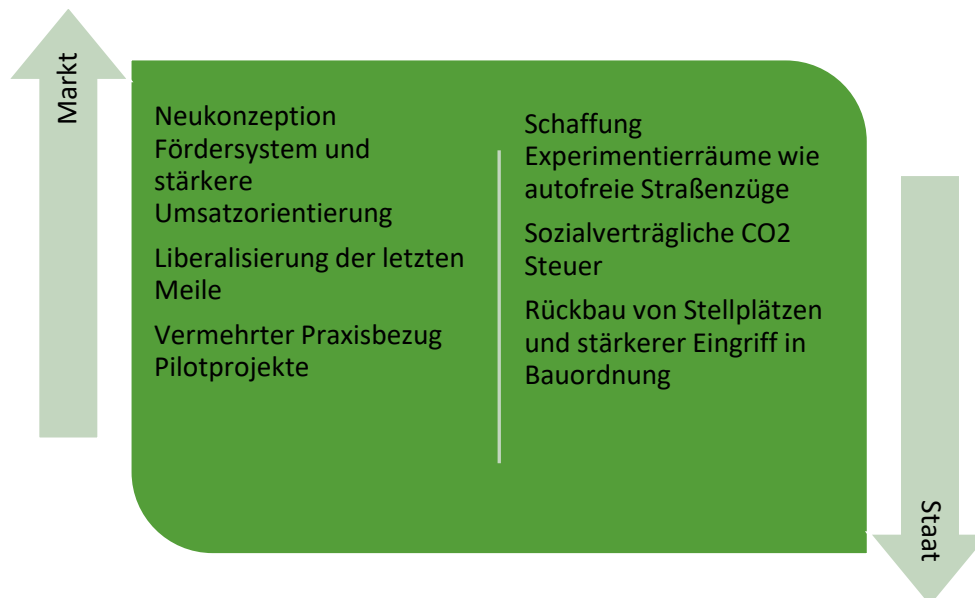 Markt
Neukonzeption
Fördersystem und
stärkere
Umsatzorientierung
Liberalisierung der letzten
Meile
Vermehrter Praxisbezug
Pilotprojekte
Schaffung
Experimentierräume wie
autofreie Straßenzüge
Sozialverträgliche CO2
Steuer
Rückbau von Stellplätzen
und stärkerer Eingriff in
Bauordnung
Staat